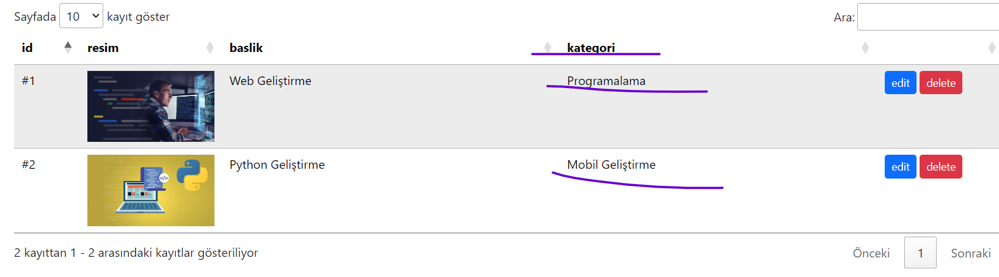 Sayfada 10 kayıt göster Ara:
id resim baslik kategori
#1 Web Geliştirme Programalama edit delete
#2 Python Geliştirme Mobil Geliştirme edit delete
</>
2 kayıttan 1 - 2 arasındaki kayıtlar gösteriliyor Önceki 1 Sonraki